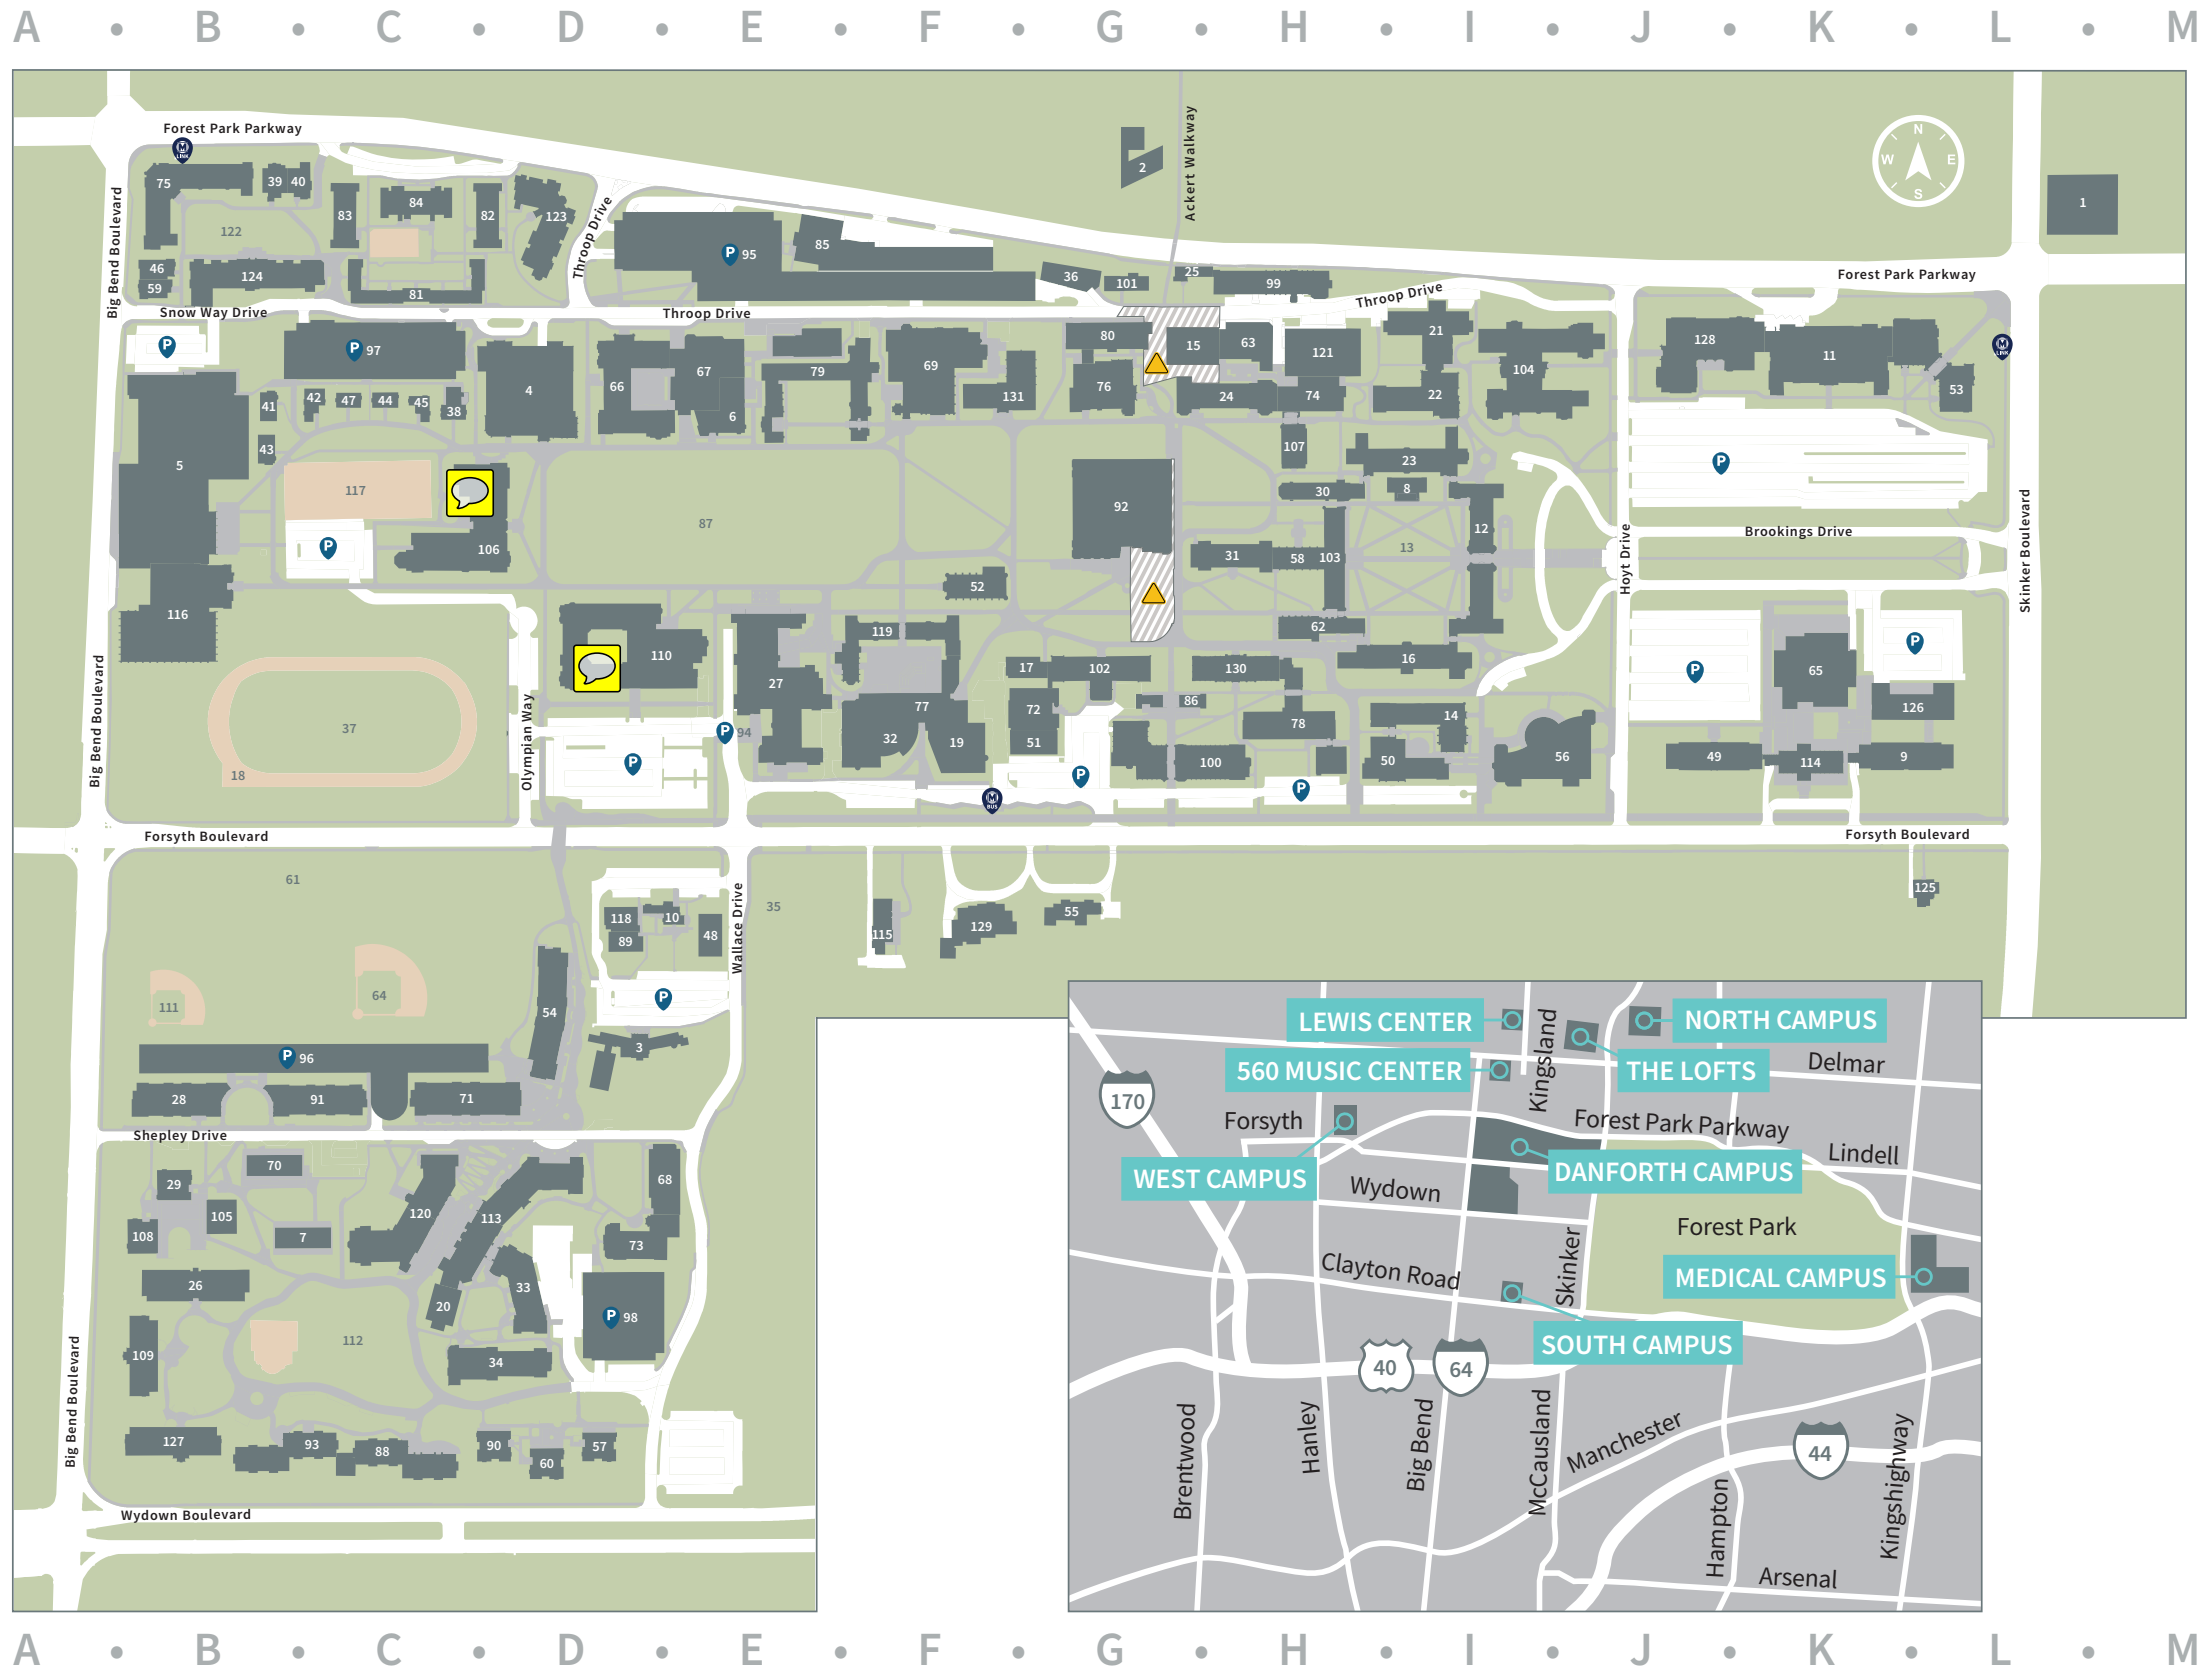 A B C D E F G H I J K L M
Forest Park Parkway
LINK
Ackert Walkway
2
N
W E
S
1
75 39 40
83 84 82 123
122
Big Bend Boulevard
Throop Drive
95 85
46 124
59
81
36 101 25 99
Throop Drive
Forest Park Parkway
Snow Way Drive
Throop Drive
P 97
P
P
4 66 67 6 79 69 131
80 76 15 63 121 21
24 74 22 104
128 11 53
LINK
41 42 47 44 45 38
43
5
117
106
P
87
92
107 23
30 8
12
31 58 103 13
P
Brookings Drive
Hoyt Drive
Skinker Boulevard
116
52
110
119
27
17 102 130 62 16
65 P
P
126
77
72 86 78 14
32 19 51 100 50 56
49 114 9
Big Bend Boulevard
37
18
Olympian Way
P 94
P
P
P
BUS
Forsyth Boulevard
Forsyth Boulevard
61
35
118 10
89 48
Wallace Drive
115 129 55
125
111 64
54
P
3
P 96
28 91 71
Shepley Drive
70
29
105
108 7
120 113
68
73
26
33
20
P 98
112
109
34
Big Bend Boulevard
127 93 88 90 60 57
Wydown Boulevard
LEWIS CENTER
NORTH CAMPUS
Kingsland
560 MUSIC CENTER
THE LOFTS
Delmar
170
Forsyth
Forest Park Parkway
Lindell
WEST CAMPUS
DANFORTH CAMPUS
Wydown
Forest Park
Skinker
Clayton Road
MEDICAL CAMPUS
SOUTH CAMPUS
40 64
Brentwood
Hanley
Big Bend
McCausland
Manchester
Hampton
44
Kingshighway
Arsenal
A B C D E F G H I J K L M